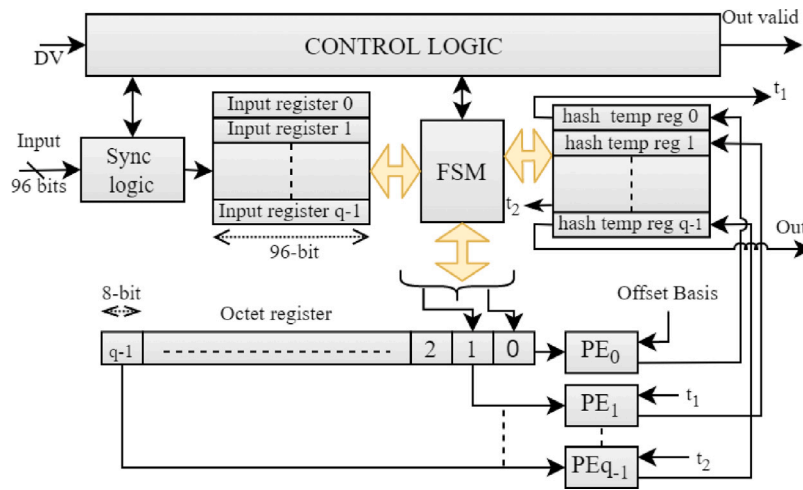 Out valid
CONTROL LOGIC
DV
t1
Input register 0
hash temp reg 0
Input register 1
hash temp reg 1
Input
Sync
logic
FSM
96 bits
t2
Input register q-1
hash temp reg q-1
96-bit
Out
8-bit
Octet register
Offset Basis
q-1
2
1
0
PE0
PE1
t1
PEq-1
t2